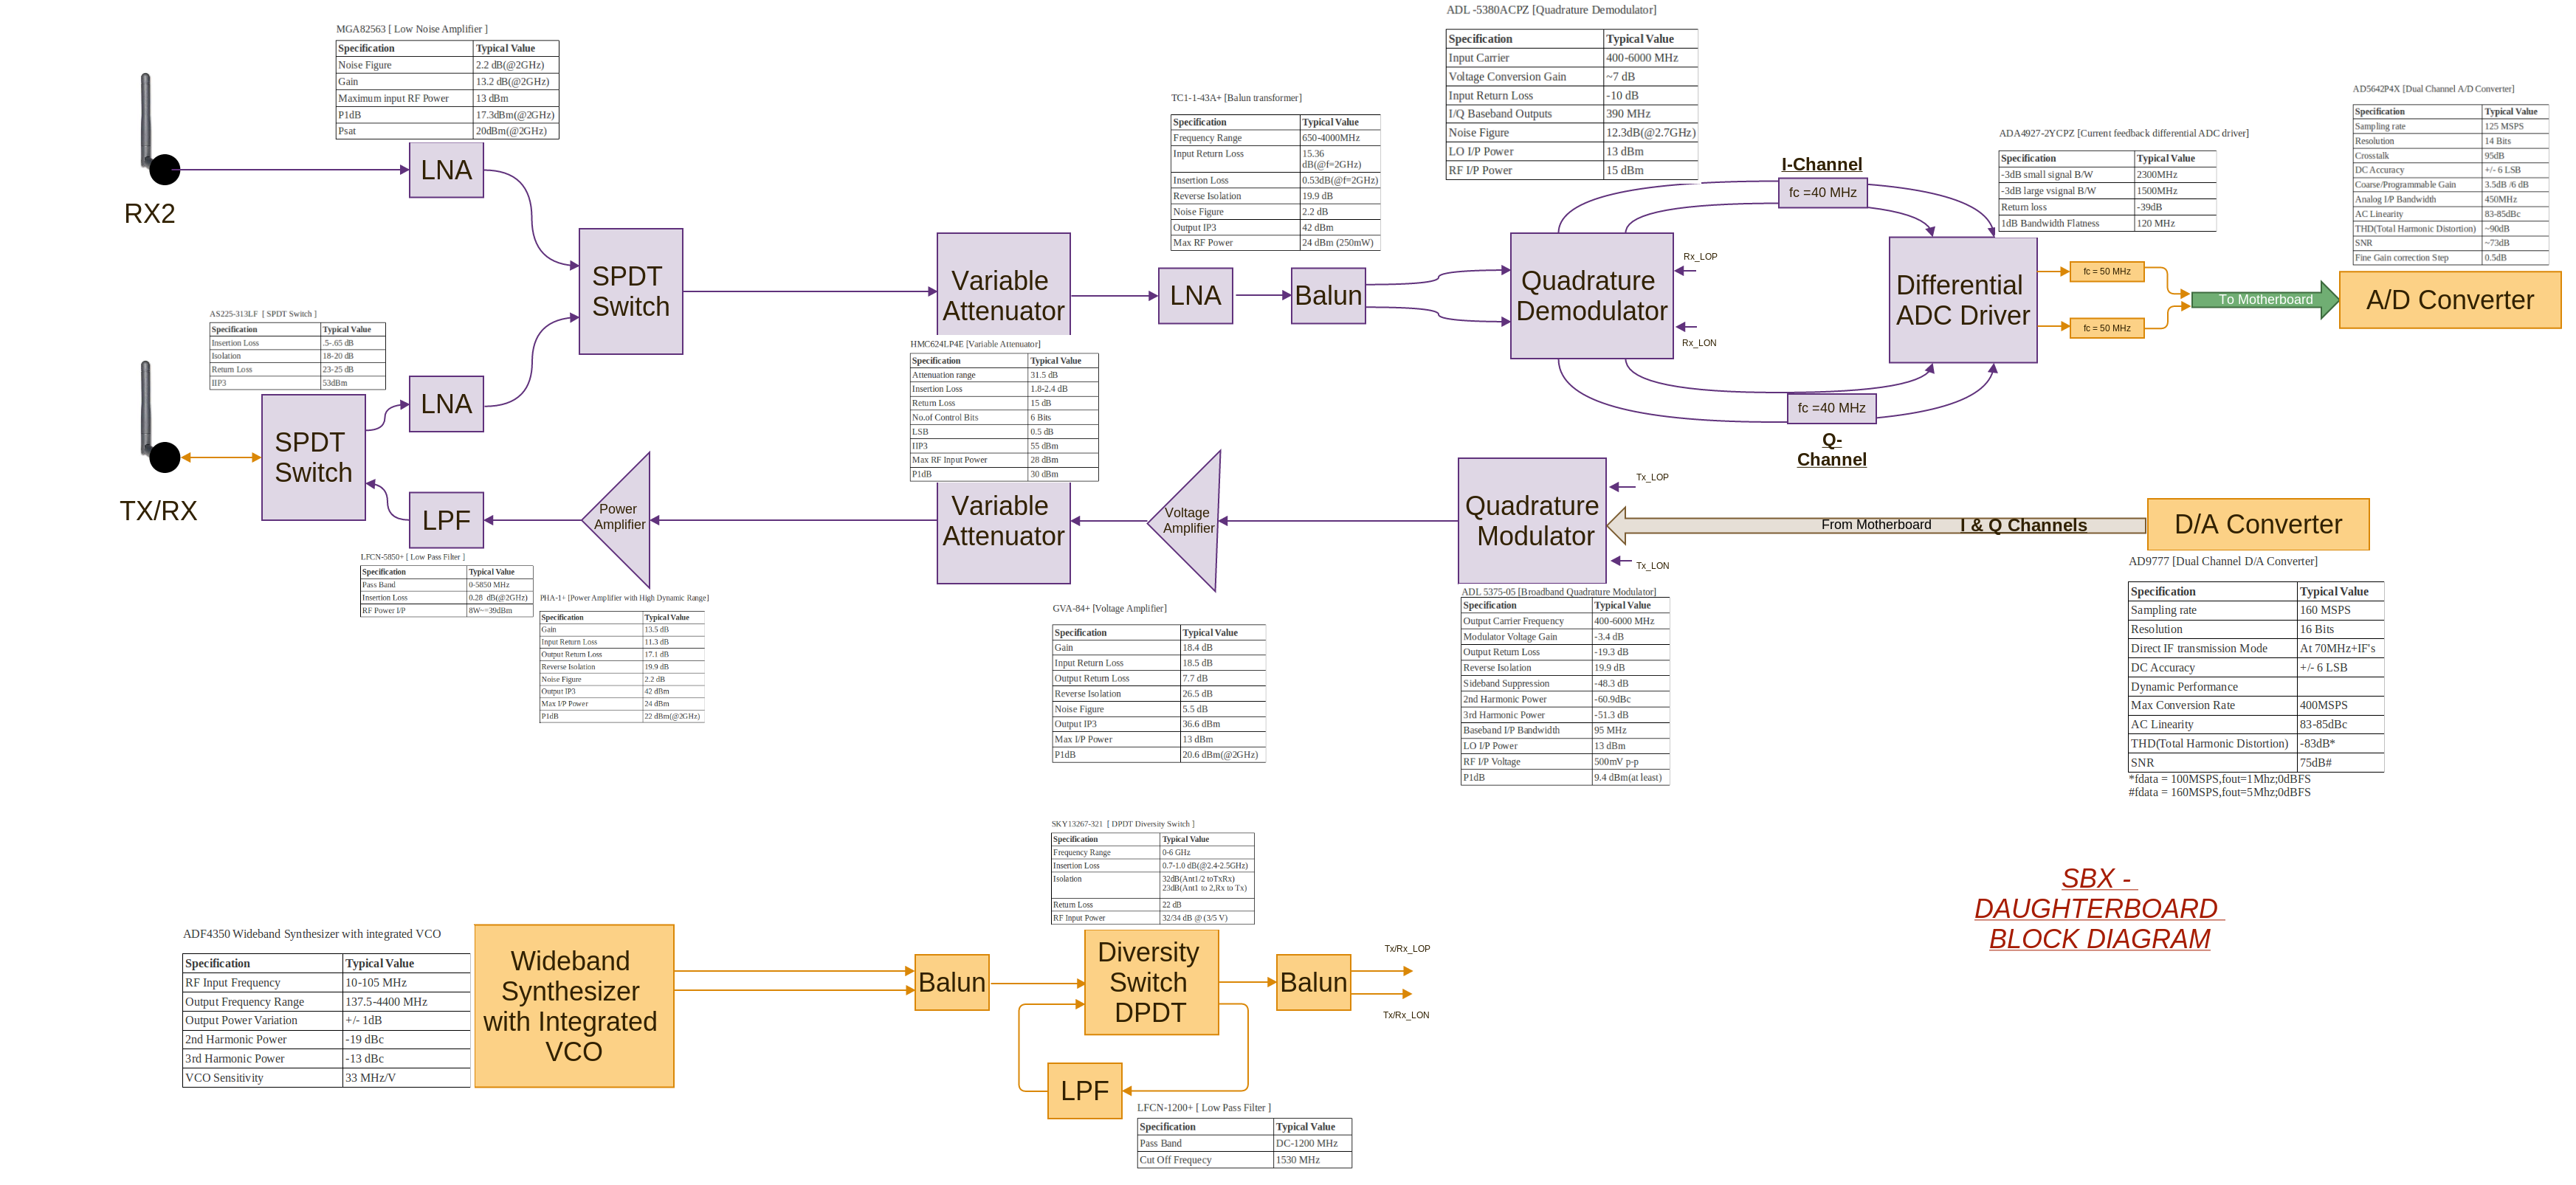 MGA82563 [ Low Noise Amplifier ]
Specification Typical Value
Noise Figure 2.2 dB(@2GHz)
Gain 13.2 dB(@2GHz)
Maximum input RF Power 13 dBm
P1dB 17.3dBm(@2GHz)
Psat 20dBm(@2GHz)
LNA
RX2
SPDT
Switch
AS225-313LF [ SPDT Switch ]
Specification Typical Value
Insertion Loss .5-.65 dB
Isolation 18-20 dB
Return Loss 23-25 dB
IIP3 53dBm
SPDT
Switch
TX/RX
LNA
LPF
LFCN-5850+ [ Low Pass Filter ]
Specification Typical Value
Pass Band 0-5850 MHz
Insertion Loss 0.28 dB(@2GHz)
RF Power I/P 8W~=39dBm
Power
Amplifier
PHA-1+ [Power Amplifier with High Dynamic Range]
Specification Typical Value
Gain 13.5 dB
Input Return Loss 11.3 dB
Output Return Loss 17.1 dB
Reverse Isolation 19.9 dB
Noise Figure 2.2 dB
Output IP3 42 dBm
Max I/P Power 24 dBm
P1dB 22 dBm(@2GHz)
Variable
Attenuator
HMC624LP4E [Variable Attenuator]
Specification Typical Value
Attenuation range 31.5 dB
Insertion Loss 1.8-2.4 dB
Return Loss 15 dB
No.of Control Bits 6 Bits
LSB 0.5 dB
IIP3 55 dBm
Max RF Input Power 28 dBm
P1dB 30 dBm
Variable
Attenuator
TC1-1-43A+ [Balun transformer]
Specification Typical Value
Frequency Range 650-4000MHz
Input Return Loss 15.36
dB(@f=2GHz)
Insertion Loss 0.53dB(@f=2GHz)
Reverse Isolation 19.9 dB
Noise Figure 2.2 dB
Output IP3 42 dBm
Max RF Power 24 dBm (250mW)
LNA
Balun
Voltage
Amplifier
GVA-84+ [Voltage Amplifier]
Specification Typical Value
Gain 18.4 dB
Input Return Loss 18.5 dB
Output Return Loss 7.7 dB
Reverse Isolation 26.5 dB
Noise Figure 5.5 dB
Output IP3 36.6 dBm
Max I/P Power 13 dBm
P1dB 20.6 dBm(@2GHz)
ADL -5380ACPZ [Quadrature Demodulator]
Specification Typical Value
Input Carrier 400-6000 MHz
Voltage Conversion Gain ~7 dB
Input Return Loss -10 dB
I/Q Baseband Outputs 390 MHz
Noise Figure 12.3dB(@2.7GHz)
LO I/P Power 13 dBm
RF I/P Power 15 dBm
Quadrature
Demodulator
Rx_LOP
Rx_LON
I-Channel
fc =40 MHz
fc =40 MHz
Q-
Channel
ADA4927-2YCPZ [Current feedback differential ADC driver]
Specification Typical Value
-3dB small signal B/W 2300MHz
-3dB large vsignal B/W 1500MHz
Return loss -39dB
1dB Bandwidth Flatness 120 MHz
Differential
ADC Driver
fc = 50 MHz
fc = 50 MHz
To Motherboard
AD5642P4X [Dual Channel A/D Converter]
Specification Typical Value
Sampling rate 125 MSPS
Resolution 14 Bits
Crosstalk 95dB
DC Accuracy +/- 6 LSB
Coarse/Programmable Gain 3.5dB /6 dB
Analog I/P Bandwidth 450MHz
AC Linearity 83-85dBc
THD(Total Harmonic Distortion) ~90dB
SNR ~73dB
Fine Gain correction Step 0.5dB
A/D Converter
Quadrature
Modulator
Tx_LOP
Tx_LON
ADL 5375-05 [Broadband Quadrature Modulator]
Specification Typical Value
Output Carrier Frequency 400-6000 MHz
Modulator Voltage Gain -3.4 dB
Output Return Loss -19.3 dB
Reverse Isolation 19.9 dB
Sideband Suppression -48.3 dB
2nd Harmonic Power -60.9dBc
3rd Harmonic Power -51.3 dB
Baseband I/P Bandwidth 95 MHz
LO I/P Power 13 dBm
RF I/P Voltage 500mV p-p
P1dB 9.4 dBm(at least)
From Motherboard I & Q Channels
D/A Converter
AD9777 [Dual Channel D/A Converter]
Specification Typical Value
Sampling rate 160 MSPS
Resolution 16 Bits
Direct IF transmission Mode At 70MHz+IF's
DC Accuracy +/- 6 LSB
Dynamic Performance
Max Conversion Rate 400MSPS
AC Linearity 83-85dBc
THD(Total Harmonic Distortion) -83dB*
SNR 75dB#
*fdata = 100MSPS,fout=1Mhz;0dBFS
#fdata = 160MSPS,fout=5Mhz;0dBFS
SKY13267-321 [ DPDT Diversity Switch ]
Specification Typical Value
Frequency Range 0-6 GHz
Insertion Loss 0.7-1.0 dB(@2.4-2.5GHz)
Isolation 32dB(Ant1/2 toTxRx)
23dB(Ant1 to 2,Rx to Tx)
Return Loss 22 dB
RF Input Power 32/34 dB @ (3/5 V)
ADF4350 Wideband Synthesizer with integrated VCO
Specification Typical Value
RF Input Frequency 10-105 MHz
Output Frequency Range 137.5-4400 MHz
Output Power Variation +/- 1dB
2nd Harmonic Power -19 dBc
3rd Harmonic Power -13 dBc
VCO Sensitivity 33 MHz/V
Wideband
Synthesizer
with Integrated
VCO
Balun
Diversity
Switch
DPDT
Balun
Tx/Rx_LOP
Tx/Rx_LON
LPF
LFCN-1200+ [ Low Pass Filter ]
Specification Typical Value
Pass Band DC-1200 MHz
Cut Off Frequecy 1530 MHz
SBX -
DAUGHTERBOARD
BLOCK DIAGRAM